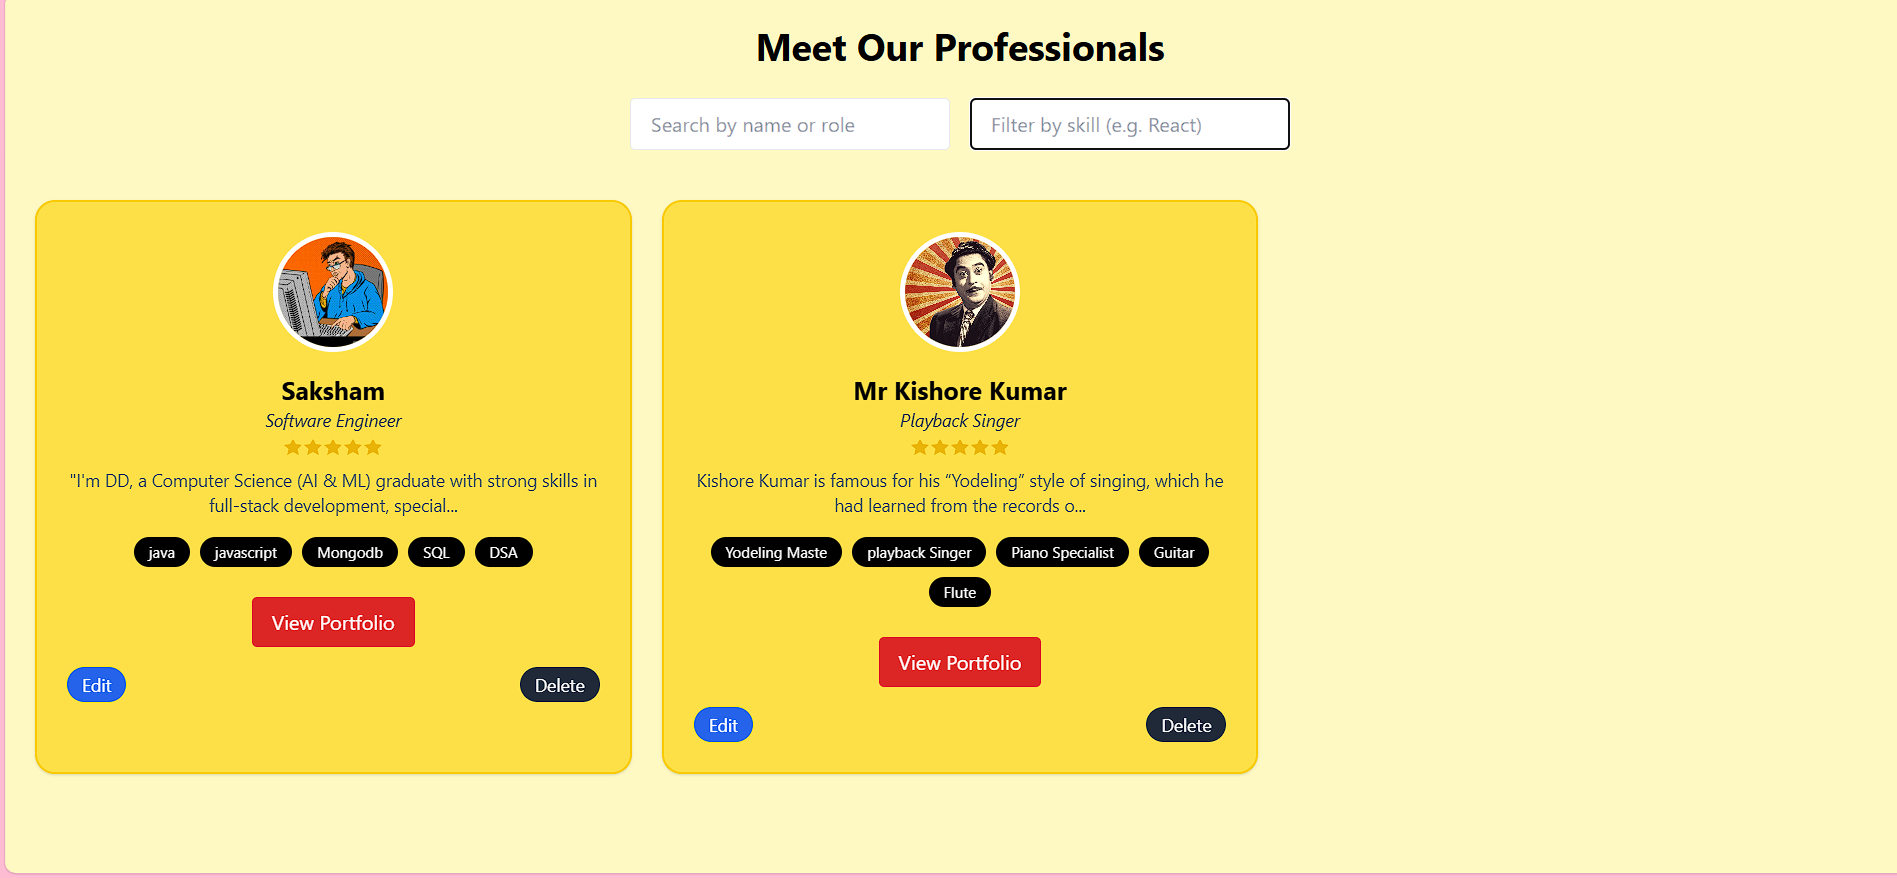 Meet Our Professionals
Search by name or role
Filter by skill (e.g. React)
Saksham
Software Engineer
"I'm DD, a Computer Science (AI & ML) graduate with strong skills in
full-stack development, special...
java javascript Mongodb SQL DSA
View Portfolio
Edit Delete
Mr Kishore Kumar
Playback Singer
Kishore Kumar is famous for his “Yodeling” style of singing, which he
had learned from the records o...
Yodeling Maste playback Singer Piano Specialist Guitar
Flute
View Portfolio
Edit Delete